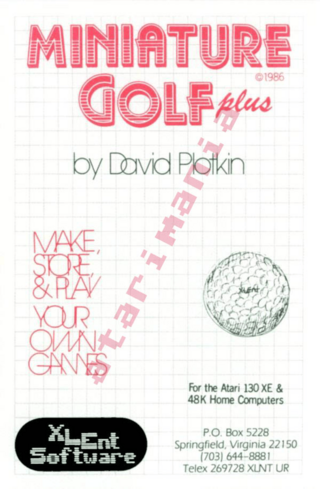 MINIATURE
©1986
GOLF plus
by David Plotkin
MAKE,
STORE,
& PLAY
YOUR
OWN
GAMES
XLEnt
For the Atari 130 XE &
48K Home Computers
XLEnt
Software
P.O. Box 5228
Springfield, Virginia 22150
(703) 644-8881
Telex 269728 XLNT UR
atarimania